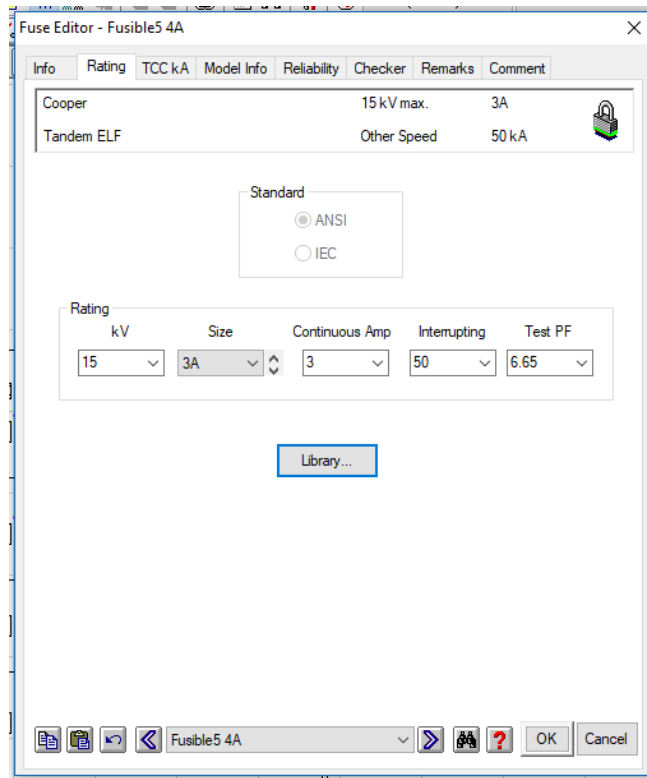 Fuse Editor - Fusible5 4A
Info Rating TCC kA Model Info Reliability Checker Remarks Comment
Cooper 15 kV max. 3A
Tandem ELF Other Speed 50 kA
Standard
ANSI
IEC
Rating
kV Size Continuous Amp Interrupting Test PF
15 3A 3 50 6.65
Library...
Fusible5 4A ? OK Cancel